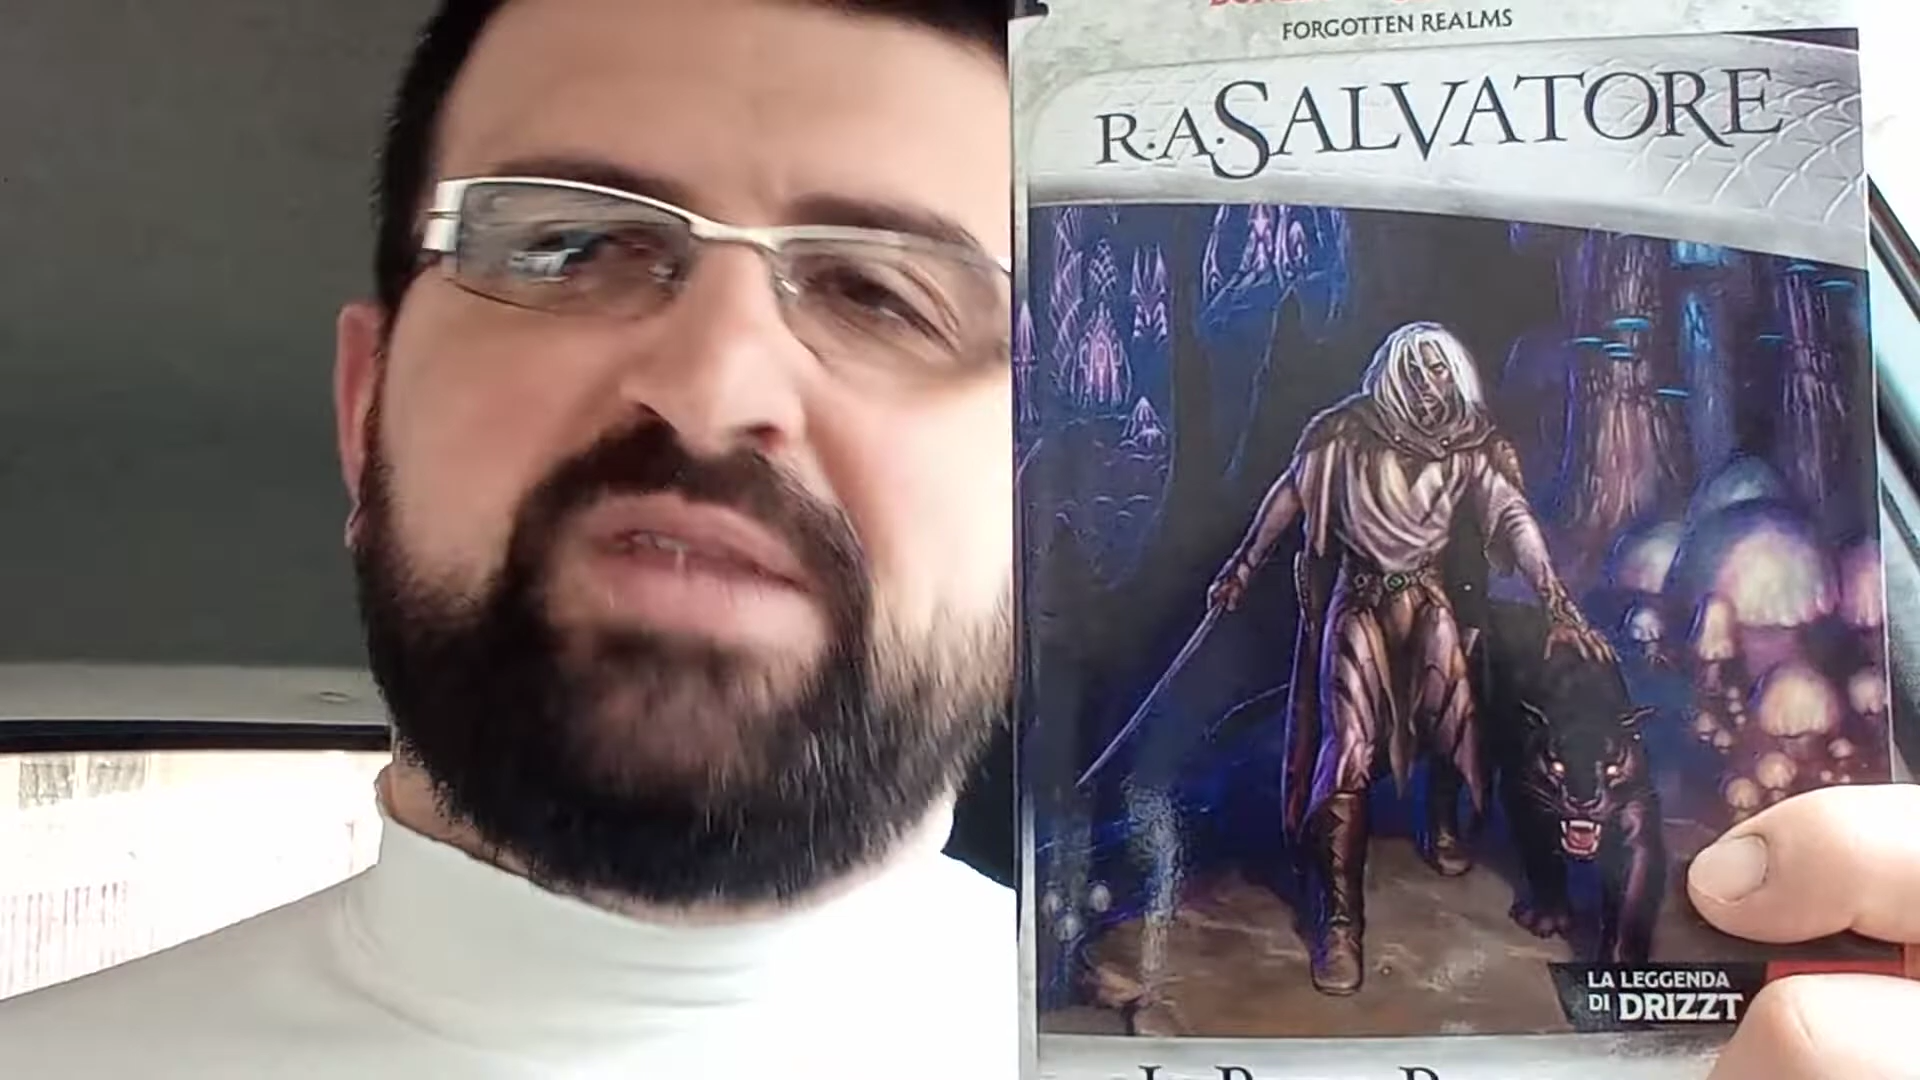 FORGOTTEN REALMS
R.A. SALVATORE
LA LEGGENDA
DI DRIZZT